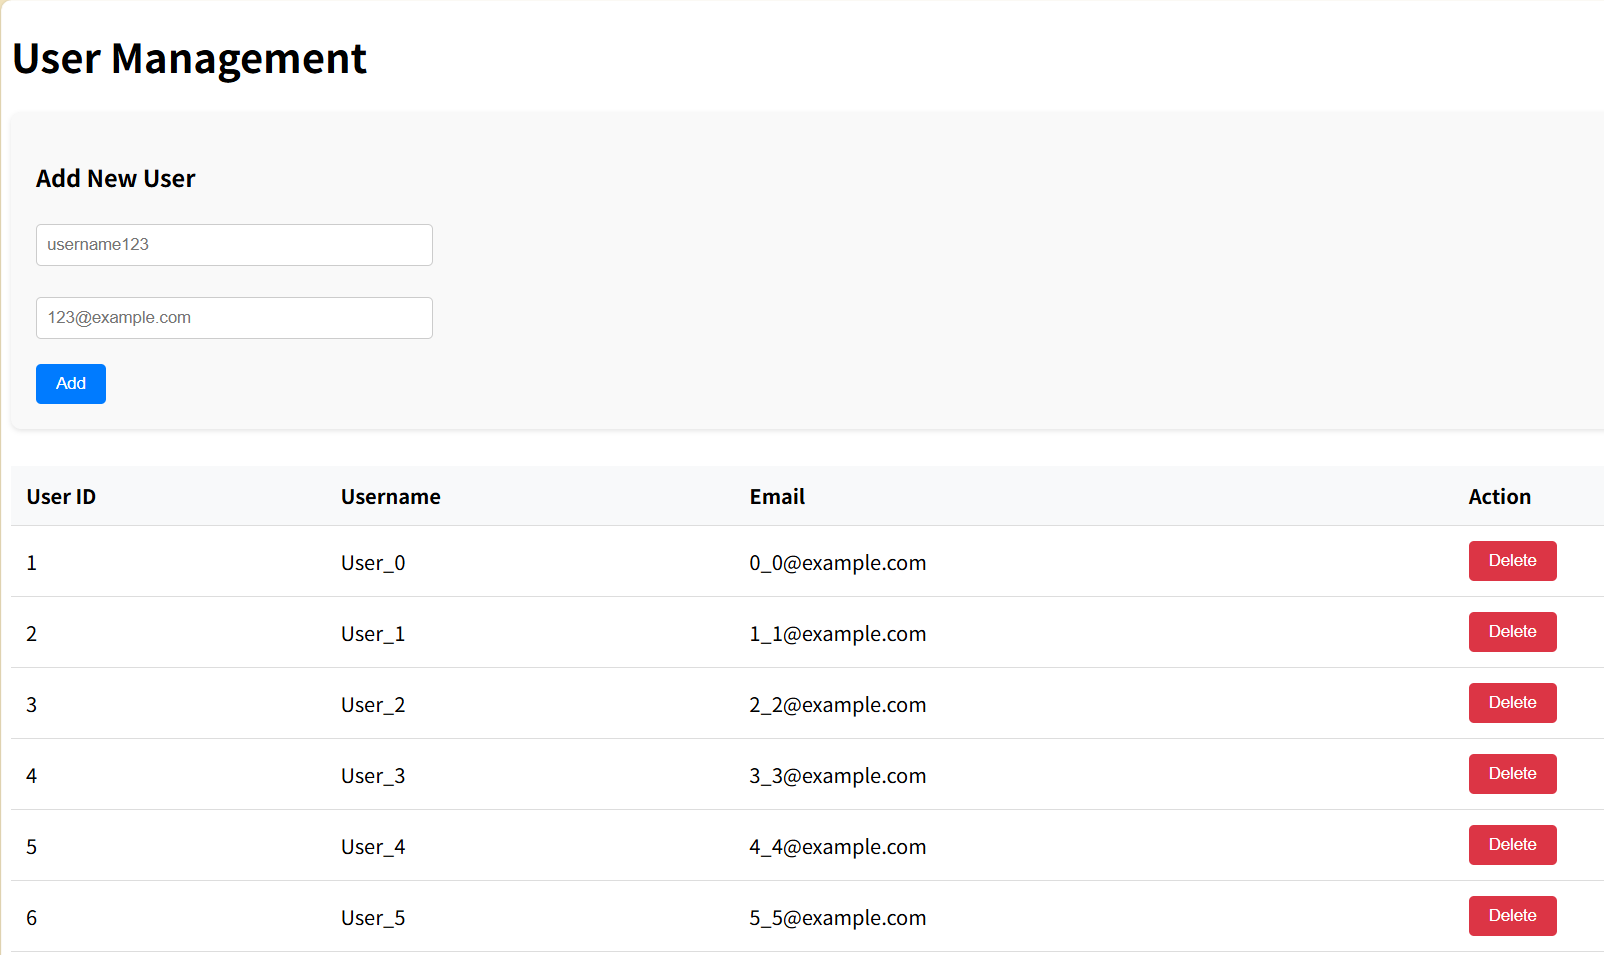 User Management
Add New User
username123
123@example.com
Add
User ID Username Email Action
1 User_0 0_0@example.com Delete
2 User_1 1_1@example.com Delete
3 User_2 2_2@example.com Delete
4 User_3 3_3@example.com Delete
5 User_4 4_4@example.com Delete
6 User_5 5_5@example.com Delete